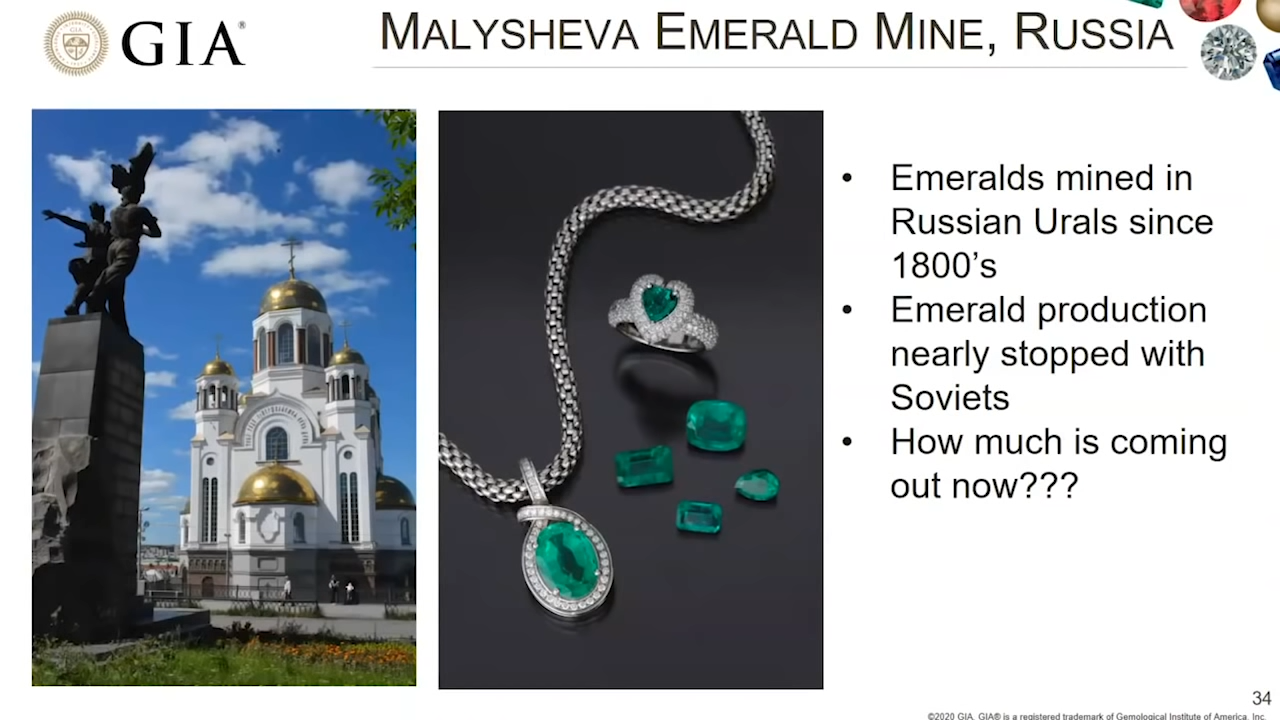 GIA®
MALYSHEVA EMERALD MINE, RUSSIA
• Emeralds mined in
Russian Urals since
1800's
• Emerald production
nearly stopped with
Soviets
• How much is coming
out now???
34
©2020 GIA. GIA® is a registered trademark of Gemological Institute of America, Inc.